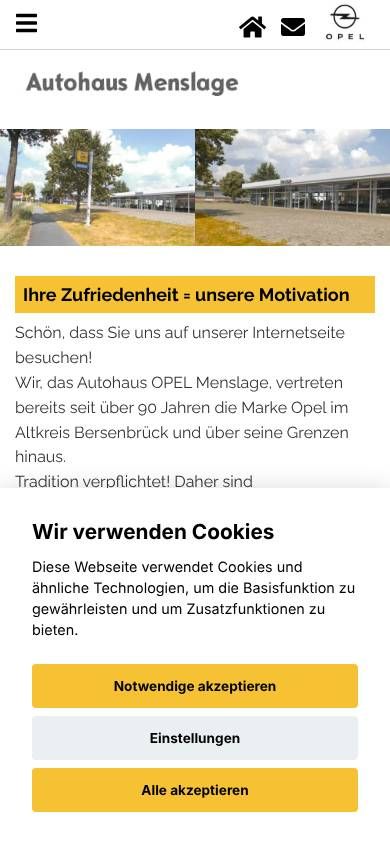 OPEL
Autohaus Menslage
Ihre Zufriedenheit = unsere Motivation
Schön, dass Sie uns auf unserer Internetseite
besuchen!
Wir, das Autohaus OPEL Menslage, vertreten
bereits seit über 90 Jahren die Marke Opel im
Altkreis Bersenbrück und über seine Grenzen
hinaus.
Tradition verpflichtet! Daher sind
Wir verwenden Cookies
Diese Webseite verwendet Cookies und
ähnliche Technologien, um die Basisfunktion zu
gewährleisten und um Zusatzfunktionen zu
bieten.
Notwendige akzeptieren
Einstellungen
Alle akzeptieren